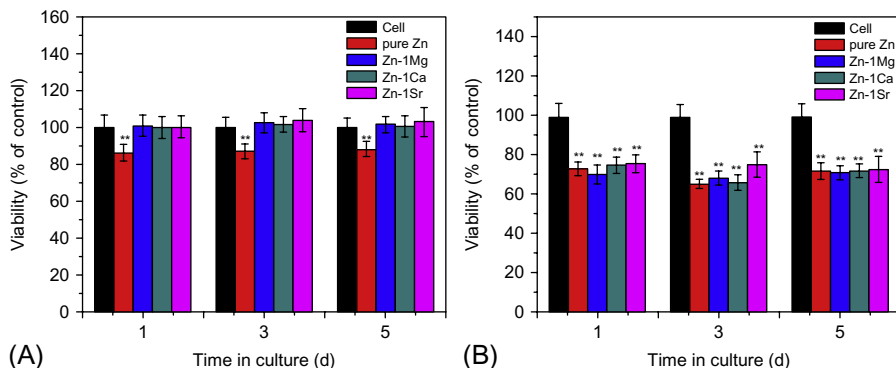 160
140
120
100
80
60
40
20
0
Viability (% of control)
Cell
pure Zn
Zn-1Mg
Zn-1Ca
Zn-1Sr
**
**
**
1
3
5
(A)
Time in culture (d)
140
120
100
80
60
40
20
0
Viability (% of control)
Cell
pure Zn
Zn-1Mg
Zn-1Ca
Zn-1Sr
** ** ** **
** ** ** **
** ** ** **
1
3
5
(B)
Time in culture (d)